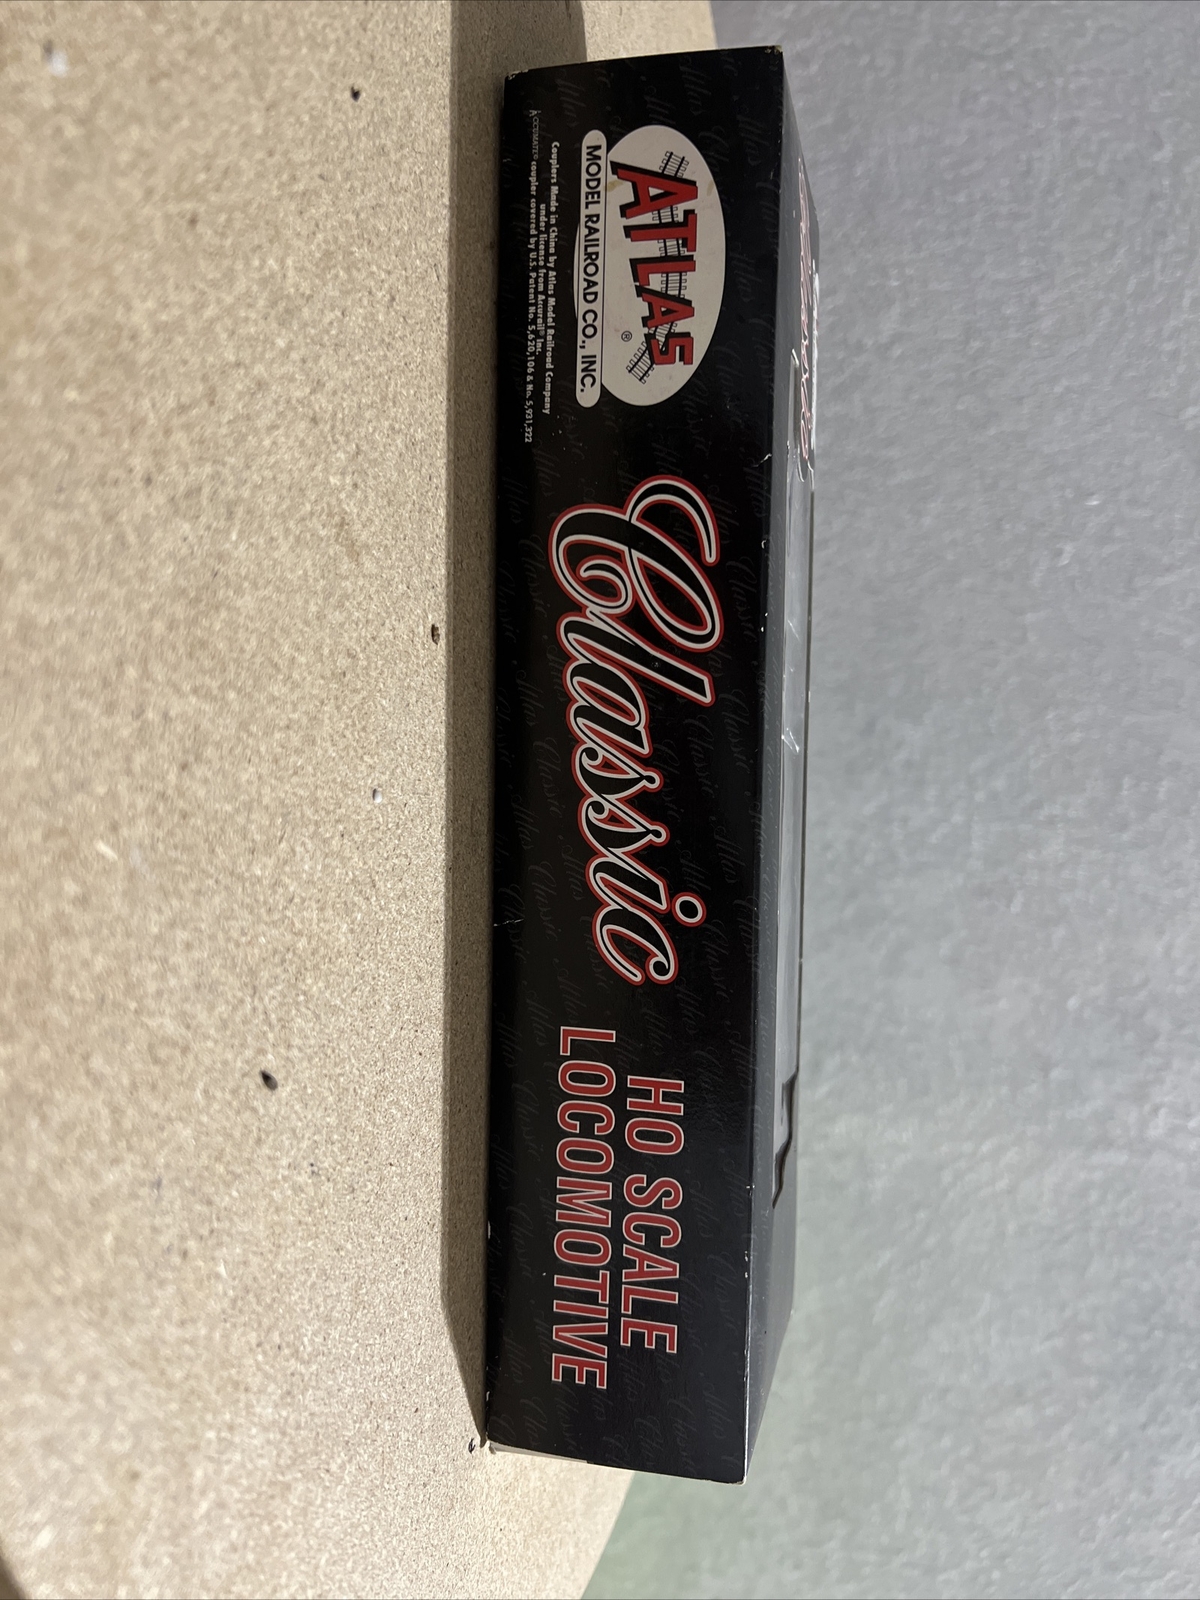 ATLAS®
MODEL RAILROAD CO., INC.
Couplers Made in China by Atlas Model Railroad Company
under license from Accurail® Inc.
ACCUMATE® coupler covered by U.S. Patent No. 5,620,106 & No. 5,931,322
Classic
HO SCALE
LOCOMOTIVE